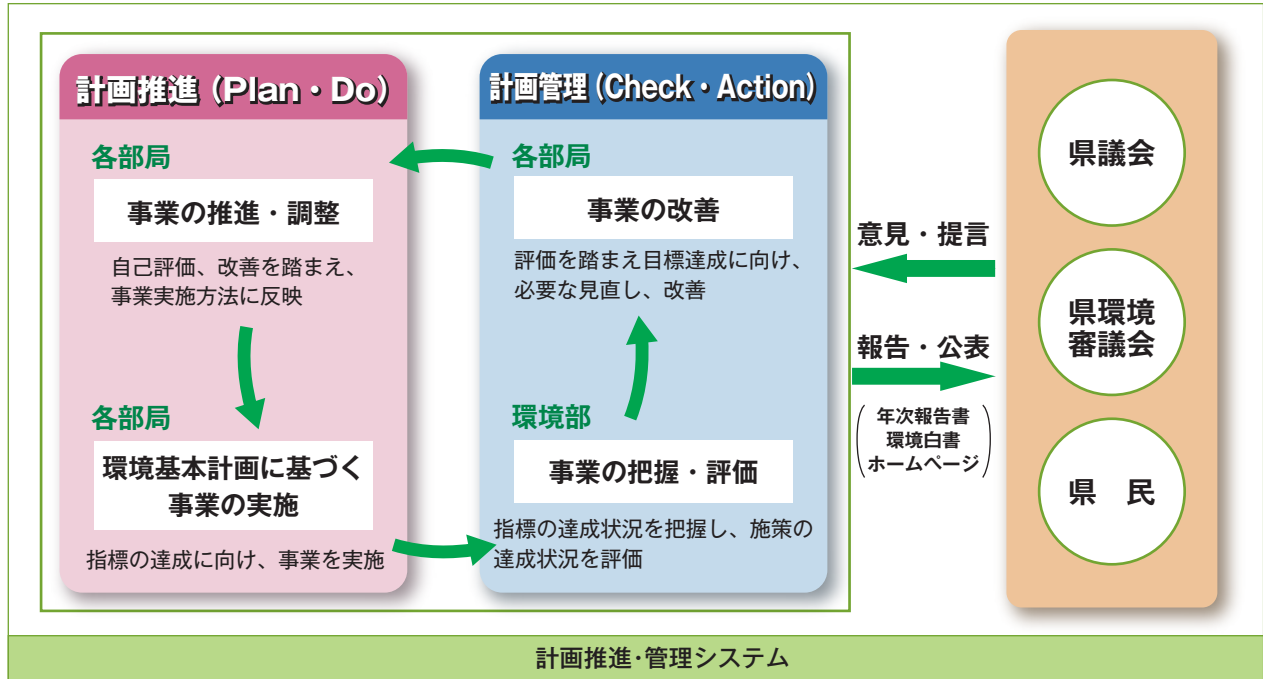 計画推進（Plan・Do）
各部局
事業の推進・調整
自己評価、改善を踏まえ、
事業実施方法に反映
各部局
環境基本計画に基づく
事業の実施
指標の達成に向け、事業を実施
計画管理（Check・Action）
各部局
事業の改善
評価を踏まえ目標達成に向け、
必要な見直し、改善
環境部
事業の把握・評価
指標の達成状況を把握し、施策の
達成状況を評価
意見・提言
報告・公表
年次報告書
環境白書
ホームページ
県議会
県環境
審議会
県　民
計画推進・管理システム